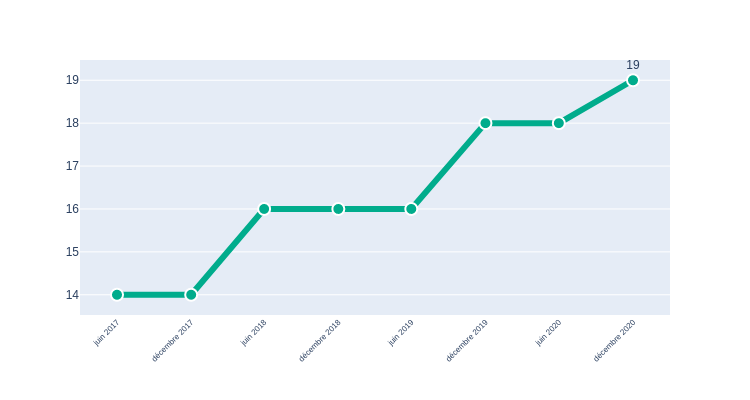 19
19
18
17
16
15
14
juin 2017
décembre 2017
juin 2018
décembre 2018
juin 2019
décembre 2019
juin 2020
décembre 2020